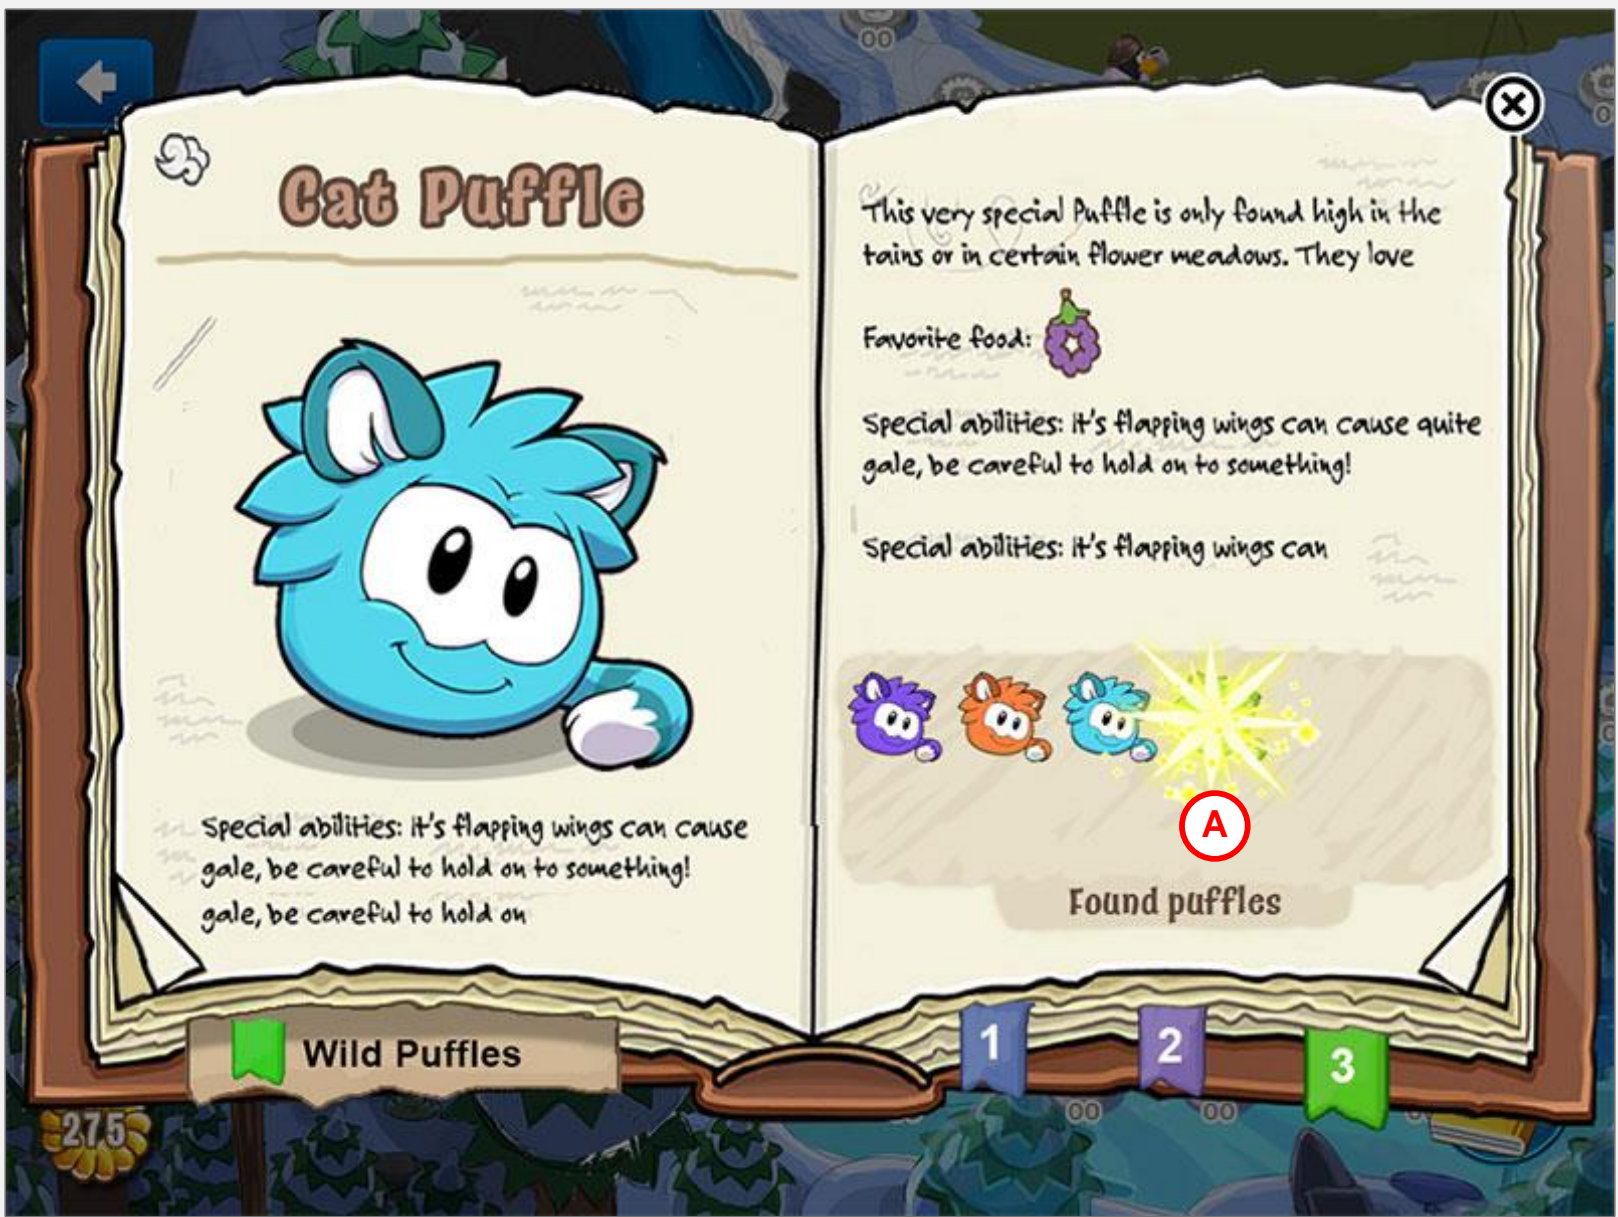 Cat Puffle
Special abilities: It's flapping wings can cause
gale, be careful to hold on to something!
gale, be careful to hold on
This very special Puffle is only found high in the
tains or in certain flower meadows. They love
Favorite food:
Special abilities: It's flapping wings can cause quite
gale, be careful to hold on to something!
Special abilities: It's flapping wings can
A
Found puffles
Wild Puffles
1
2
3
275
00
00
00